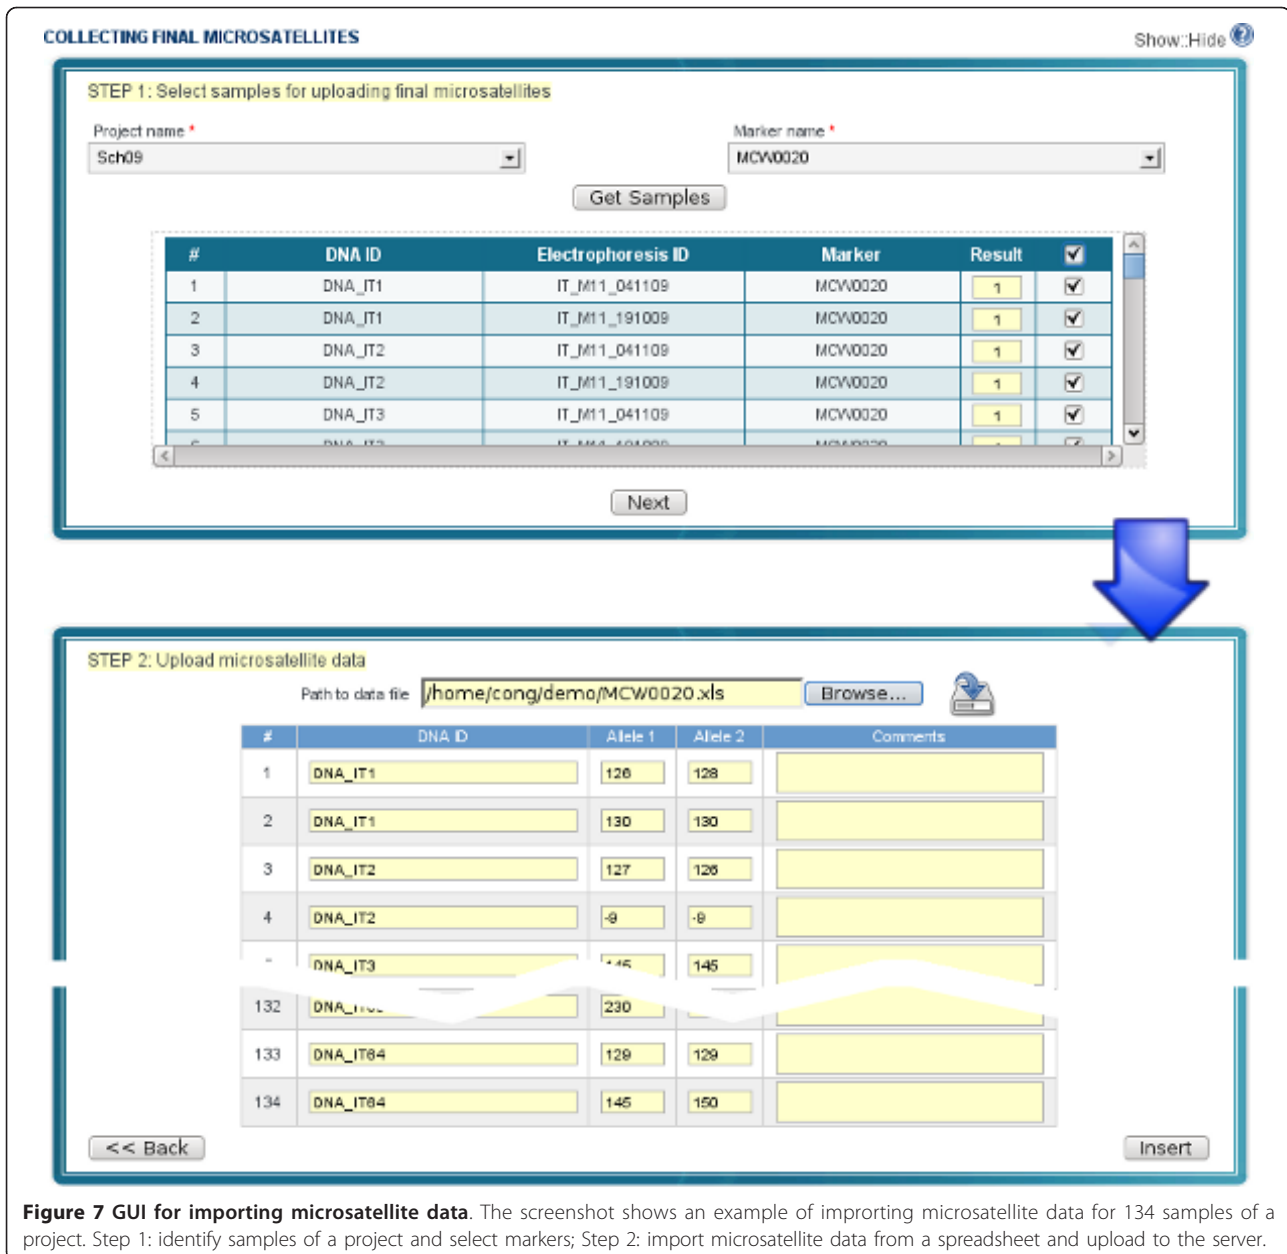 COLLECTING FINAL MICROSATELLITES
Show::Hide
STEP 1: Select samples for uploading final microsatellites
Project name * Marker name *
Sch09 MCW0020
Get Samples
# DNA ID Electrophoresis ID Marker Result
1 DNA_IT1 IT_M11_041109 MCW0020 1
2 DNA_IT1 IT_M11_191009 MCW0020 1
3 DNA_IT2 IT_M11_041109 MCW0020 1
4 DNA_IT2 IT_M11_191009 MCW0020 1
5 DNA_IT3 IT_M11_041109 MCW0020 1
Next
STEP 2: Upload microsatellite data
Path to data file /home/cong/demo/MCW0020.xls Browse...
# DNA ID Allele 1 Allele 2 Comments
1 DNA_IT1 126 128
2 DNA_IT1 130 130
3 DNA_IT2 127 126
4 DNA_IT2 -9 -9
DNA_IT3 145 145
132 230
133 DNA_IT64 129 129
134 DNA_IT64 145 150
<< Back Insert
Figure 7 GUI for importing microsatellite data. The screenshot shows an example of improrting microsatellite data for 134 samples of a
project. Step 1: identify samples of a project and select markers; Step 2: import microsatellite data from a spreadsheet and upload to the server.